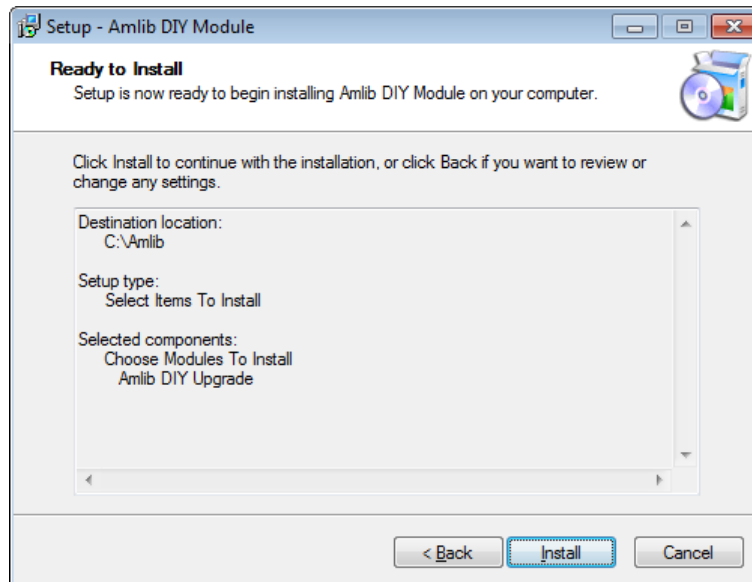 Setup - Amlib DIY Module
Ready to Install
Setup is now ready to begin installing Amlib DIY Module on your computer.
Click Install to continue with the installation, or click Back if you want to review or
change any settings.
Destination location:
C:\Amlib
Setup type:
Select Items To Install
Selected components:
Choose Modules To Install
Amlib DIY Upgrade
< Back
Install
Cancel